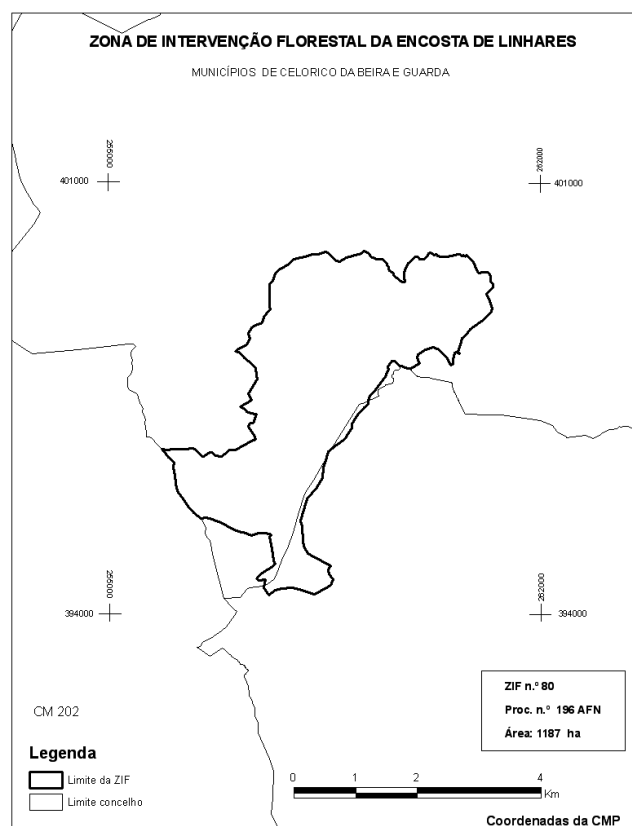 ZONA DE INTERVENÇÃO FLORESTAL DA ENCOSTA DE LINHARES
MUNICÍPIOS DE CELORICO DA BEIRA E GUARDA
255000
262000
401000
401000
255000
262000
394000
394000
ZIF n.º 80
Proc. n.º 196 AFN
Área: 1187 ha
CM 202
Legenda
Limite da ZIF
Limite concelho
0 1 2 4
Km
Coordenadas da CMP